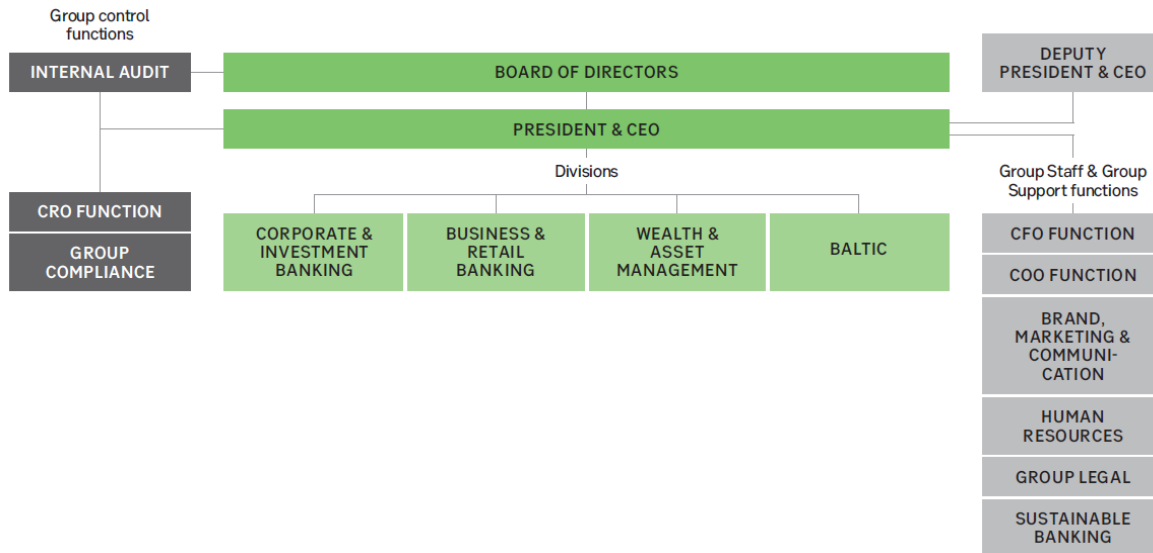 Group control
functions
INTERNAL AUDIT
BOARD OF DIRECTORS
DEPUTY
PRESIDENT & CEO
PRESIDENT & CEO
Divisions
Group Staff & Group
Support functions
CRO FUNCTION
GROUP
COMPLIANCE
CORPORATE &
INVESTMENT
BANKING
BUSINESS &
RETAIL
BANKING
WEALTH &
ASSET
MANAGEMENT
BALTIC
CFO FUNCTION
COO FUNCTION
BRAND,
MARKETING &
COMMUNI-
CATION
HUMAN
RESOURCES
GROUP LEGAL
SUSTAINABLE
BANKING